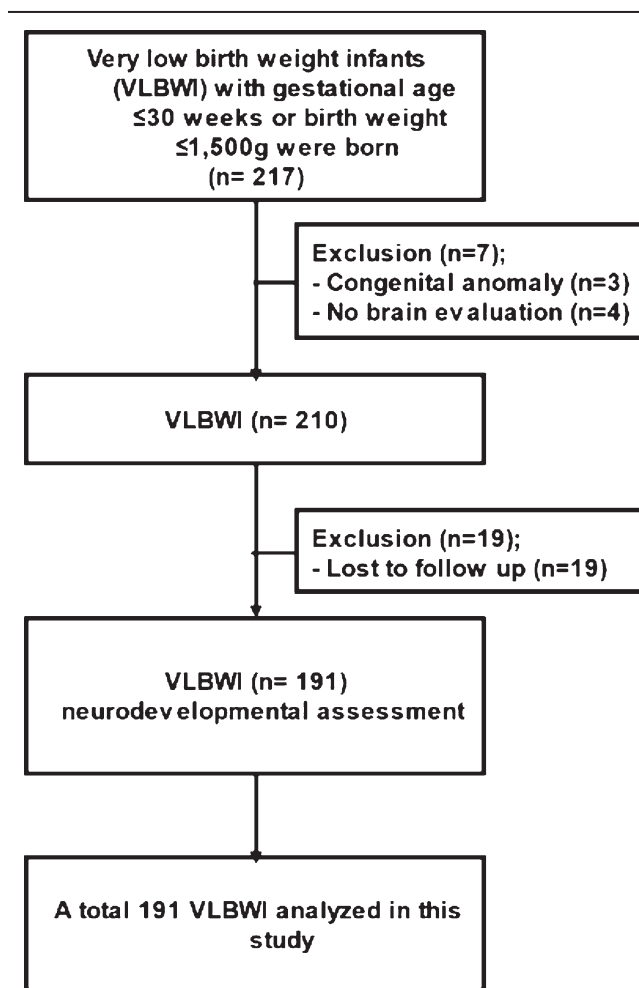 Very low birth weight infants
(VLBWI) with gestational age
≤30 weeks or birth weight
≤1,500g were born
(n= 217)
Exclusion (n=7);
- Congenital anomaly (n=3)
- No brain evaluation (n=4)
VLBWI (n= 210)
Exclusion (n=19);
- Lost to follow up (n=19)
VLBWI (n= 191)
neurodevelopmental assessment
A total 191 VLBWI analyzed in this
study